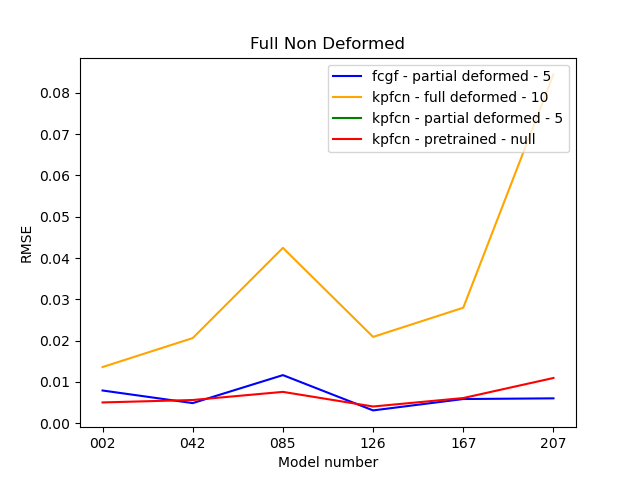 Full Non Deformed
fcgf - partial deformed - 5
kpfcn - full deformed - 10
kpfcn - partial deformed - 5
kpfcn - pretrained - null
0.08
0.07
0.06
0.05
0.04
0.03
0.02
0.01
0.00
RMSE
002 042 085 126 167 207
Model number